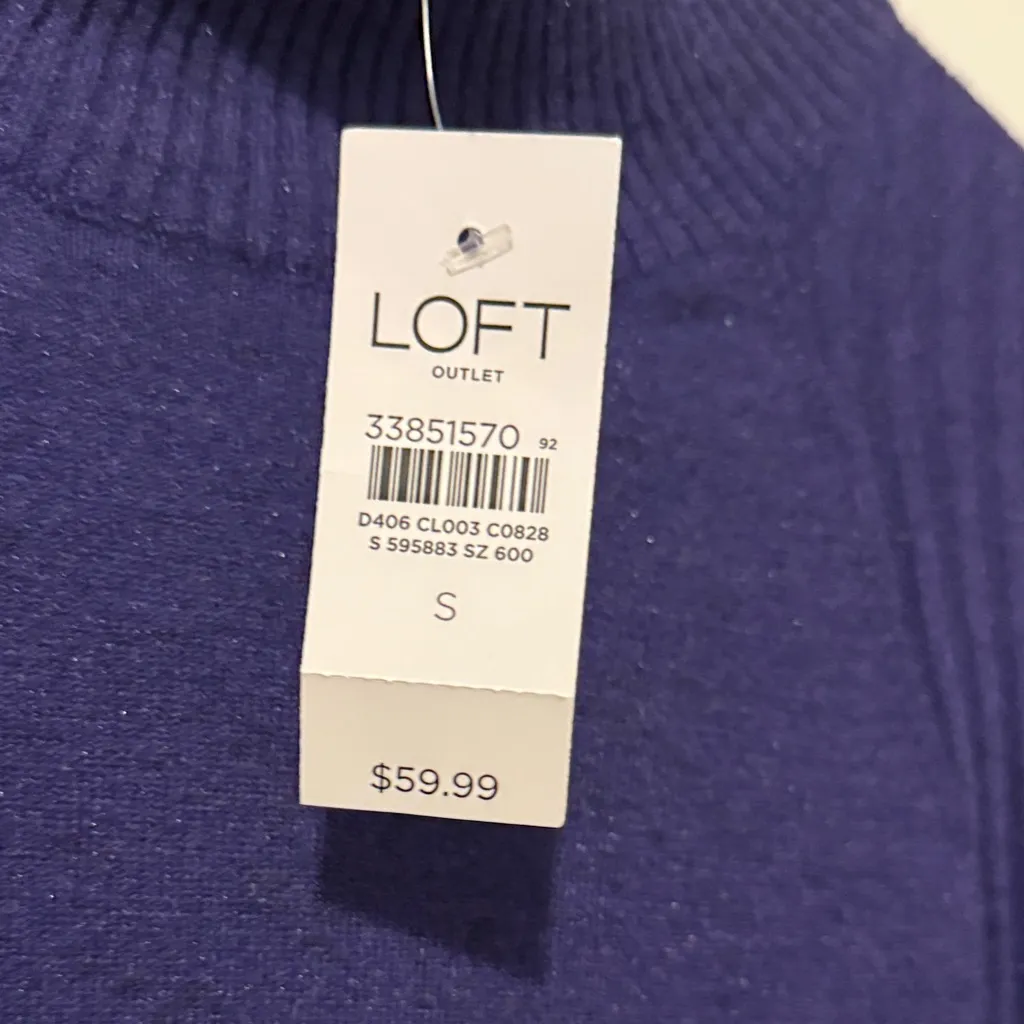 LOFT
OUTLET
33851570 92
D406 CL003 C0828
S 595883 SZ 600
S
$59.99